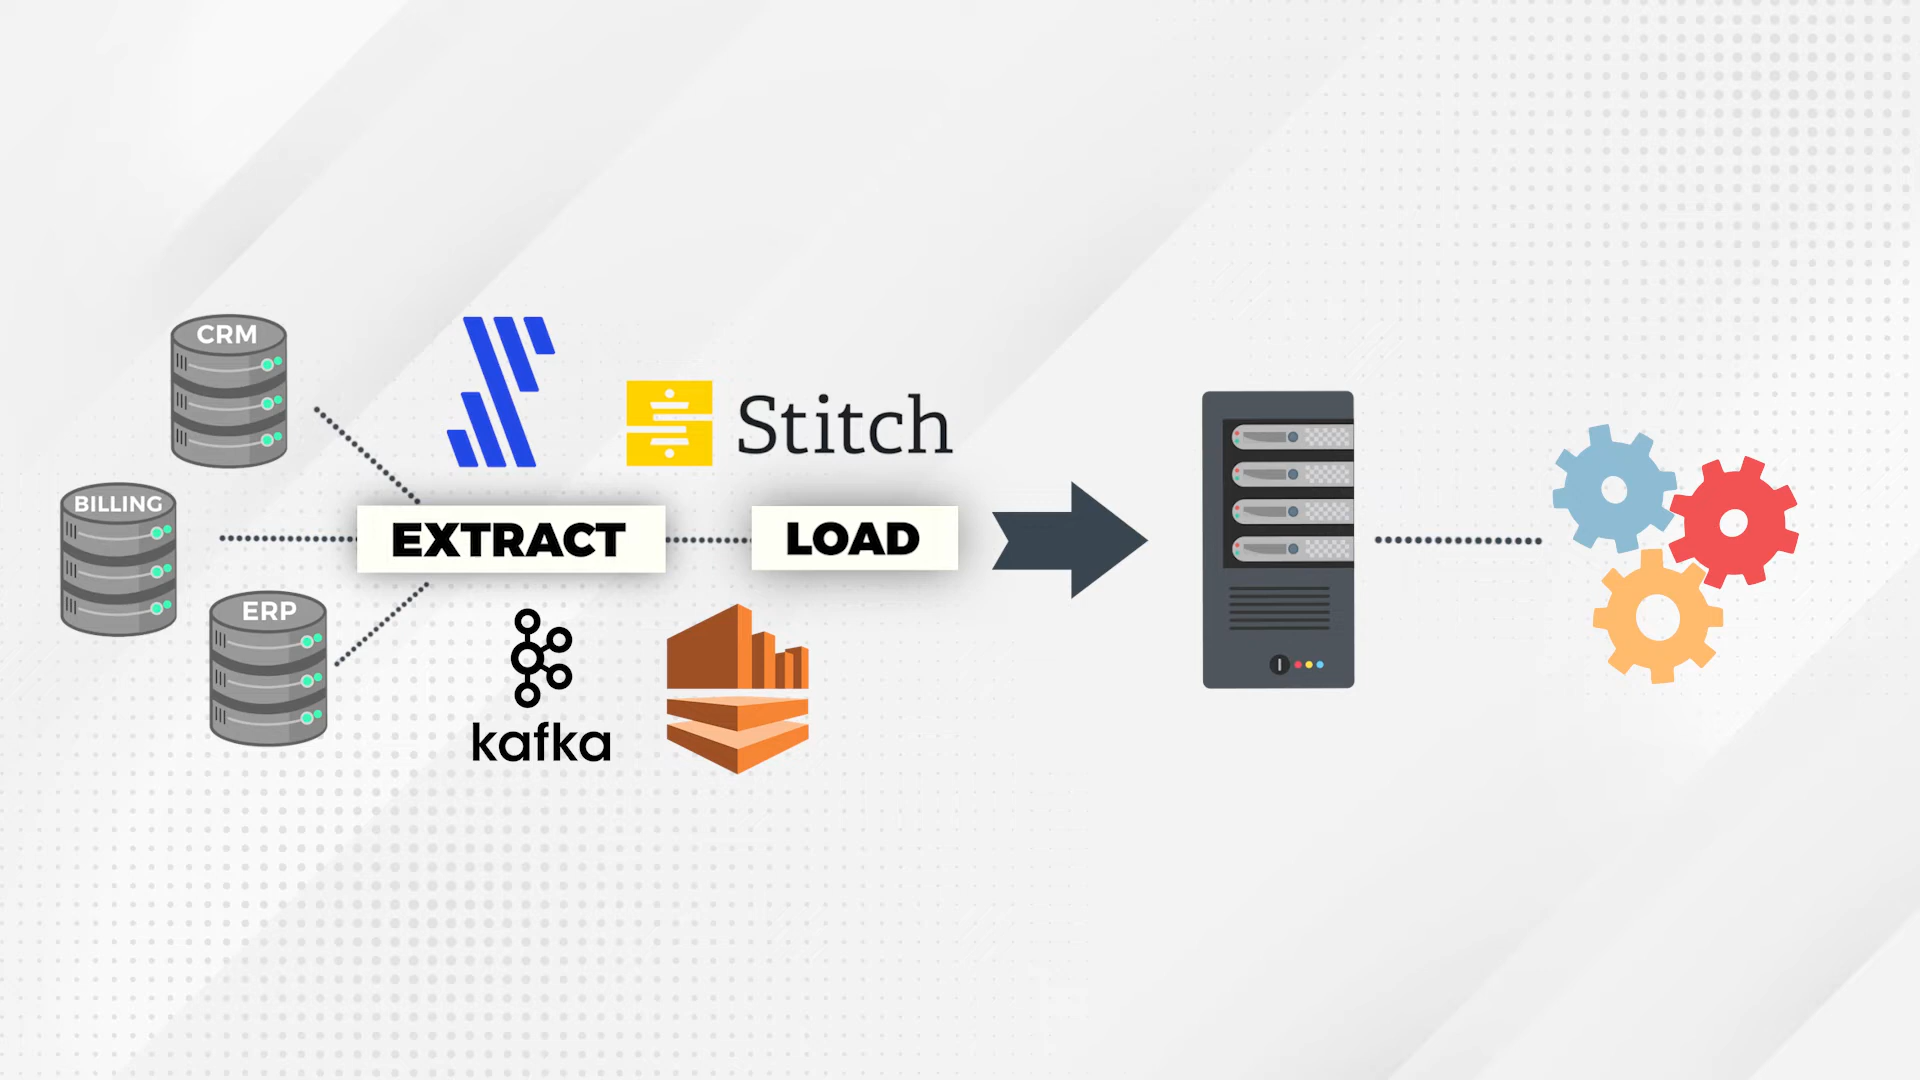 CRM
BILLING
ERP
Stitch
EXTRACT
LOAD
kafka